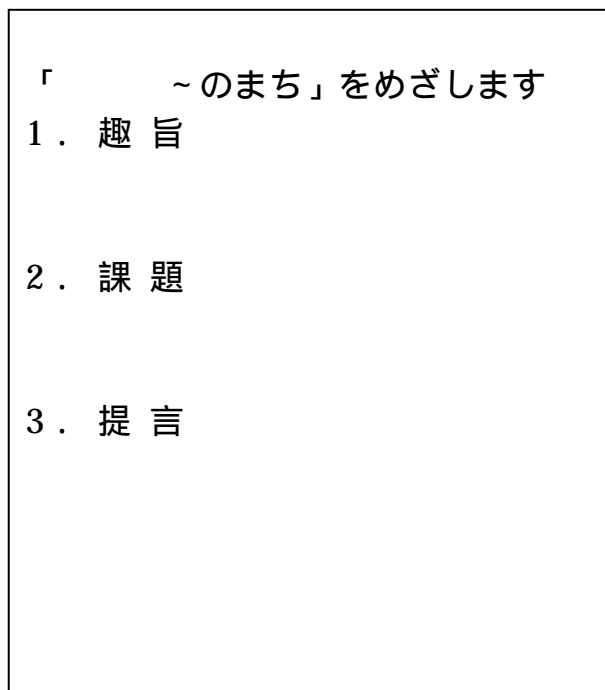 「　　　~のまち」をめざします
1. 趣 旨
2. 課 題
3. 提 言